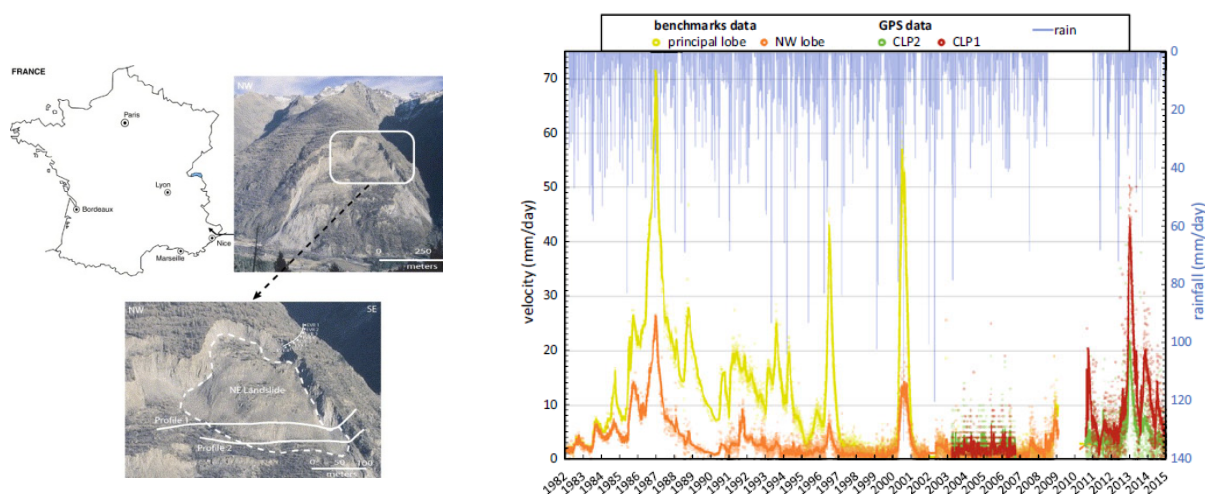 FRANCE
Paris
Lyon
Bordeaux
Marseille
Nice
NW
0 250
meters
NW SE
NE Landslide
Profile 1
Profile 2
0 50 100
meters
benchmarks data GPS data rain
principal lobe NW lobe CLP2 CLP1
velocity (mm/day)
70
60
50
40
30
20
10
0
rainfall (mm/day)
0
20
40
60
80
100
120
140
1982 1983 1984 1985 1986 1987 1988 1989 1990 1991 1992 1993 1994 1995 1996 1997 1998 1999 2000 2001 2002 2003 2004 2005 2006 2007 2008 2009 2010 2011 2012 2013 2014 2015